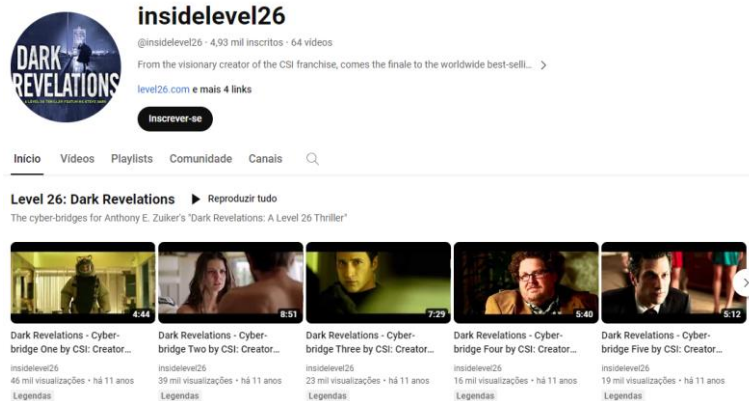 insidelevel26
@insidelevel26 · 4,93 mil inscritos · 64 vídeos
From the visionary creator of the CSI franchise, comes the finale to the worldwide best-selli...
level26.com e mais 4 links
Inscrever-se
DARK
REVELATIONS
Início Vídeos Playlists Comunidade Canais
Level 26: Dark Revelations Reproduzir tudo
The cyber-bridges for Anthony E. Zuiker's "Dark Revelations: A Level 26 Thriller"
4:44 8:51 7:29 5:40 5:12
Dark Revelations - Cyber-
bridge One by CSI: Creator...
insidelevel26
46 mil visualizações • há 11 anos
Legendas
Dark Revelations - Cyber-
bridge Two by CSI: Creator...
insidelevel26
39 mil visualizações • há 11 anos
Legendas
Dark Revelations - Cyber-
bridge Three by CSI: Creator...
insidelevel26
23 mil visualizações • há 11 anos
Legendas
Dark Revelations - Cyber-
bridge Four by CSI: Creator...
insidelevel26
16 mil visualizações • há 11 anos
Legendas
Dark Revelations - Cyber-
bridge Five by CSI: Creator...
insidelevel26
19 mil visualizações • há 11 anos
Legendas